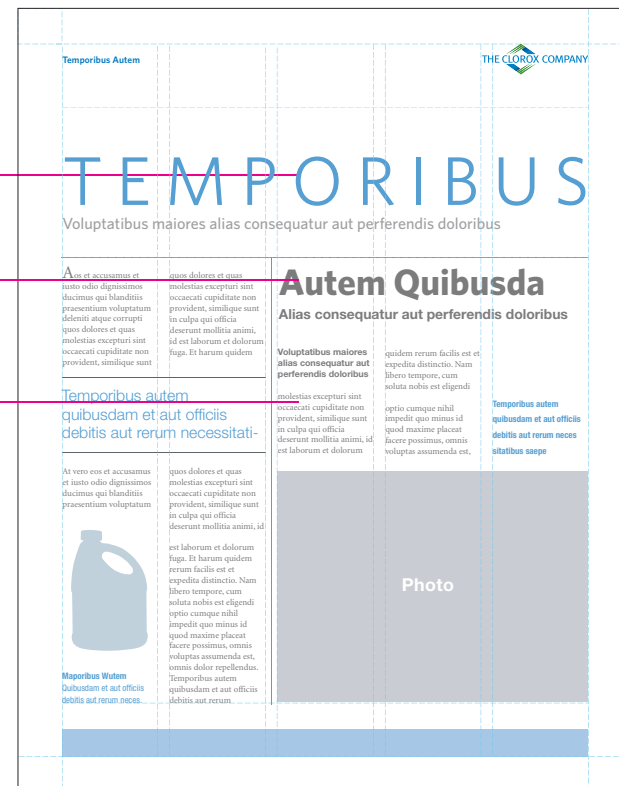 Temporibus Autem
THE CLOROX COMPANY
TEMPORIBUS
Voluptatibus maiores alias consequatur aut perferendis doloribus
Aos et accusamus et
iusto odio dignissimos
ducimus qui blanditiis
praesentium voluptatum
deleniti atque corrupti
quos dolores et quas
molestias excepturi sint
occaecati cupiditate non
provident, similique sunt
quos dolores et quas
molestias excepturi sint
occaecati cupiditate non
provident, similique sunt
in culpa qui officia
deserunt mollitia animi,
id est laborum et dolorum
fuga. Et harum quidem
Temporibus autem
quibusdam et aut officiis
debitis aut rerum necessitati-
At vero eos et accusamus
et iusto odio dignissimos
ducimus qui blanditiis
praesentium voluptatum
Maporibus Wutem
Quibusdam et aut officiis
debitis aut rerum neces
quos dolores et quas
molestias excepturi sint
occaecati cupiditate non
provident, similique sunt
in culpa qui officia
deserunt mollitia animi, id
est laborum et dolorum
fuga. Et harum quidem
rerum facilis est et
expedita distinctio. Nam
libero tempore, cum
soluta nobis est eligendi
optio cumque nihil
impedit quo minus id
quod maxime placeat
facere possimus, omnis
voluptas assumenda est,
omnis dolor repellendus.
Temporibus autem
quibusdam et aut officiis
debitis aut rerum
Autem Quibusda
Alias consequatur aut perferendis doloribus
Voluptatibus maiores
alias consequatur aut
perferendis doloribus
molestias excepturi sint
occaecati cupiditate non
provident, similique sunt
in culpa qui officia
deserunt mollitia animi, id
est laborum et dolorum
quidem rerum facilis est et
expedita distinctio. Nam
libero tempore, cum
soluta nobis est eligendi
optio cumque nihil
impedit quo minus id
quod maxime placeat
facere possimus, omnis
voluptas assumenda est,
Temporibus autem
quibusdam et aut officiis
debitis aut rerum neces
sitatibus saepe
Photo